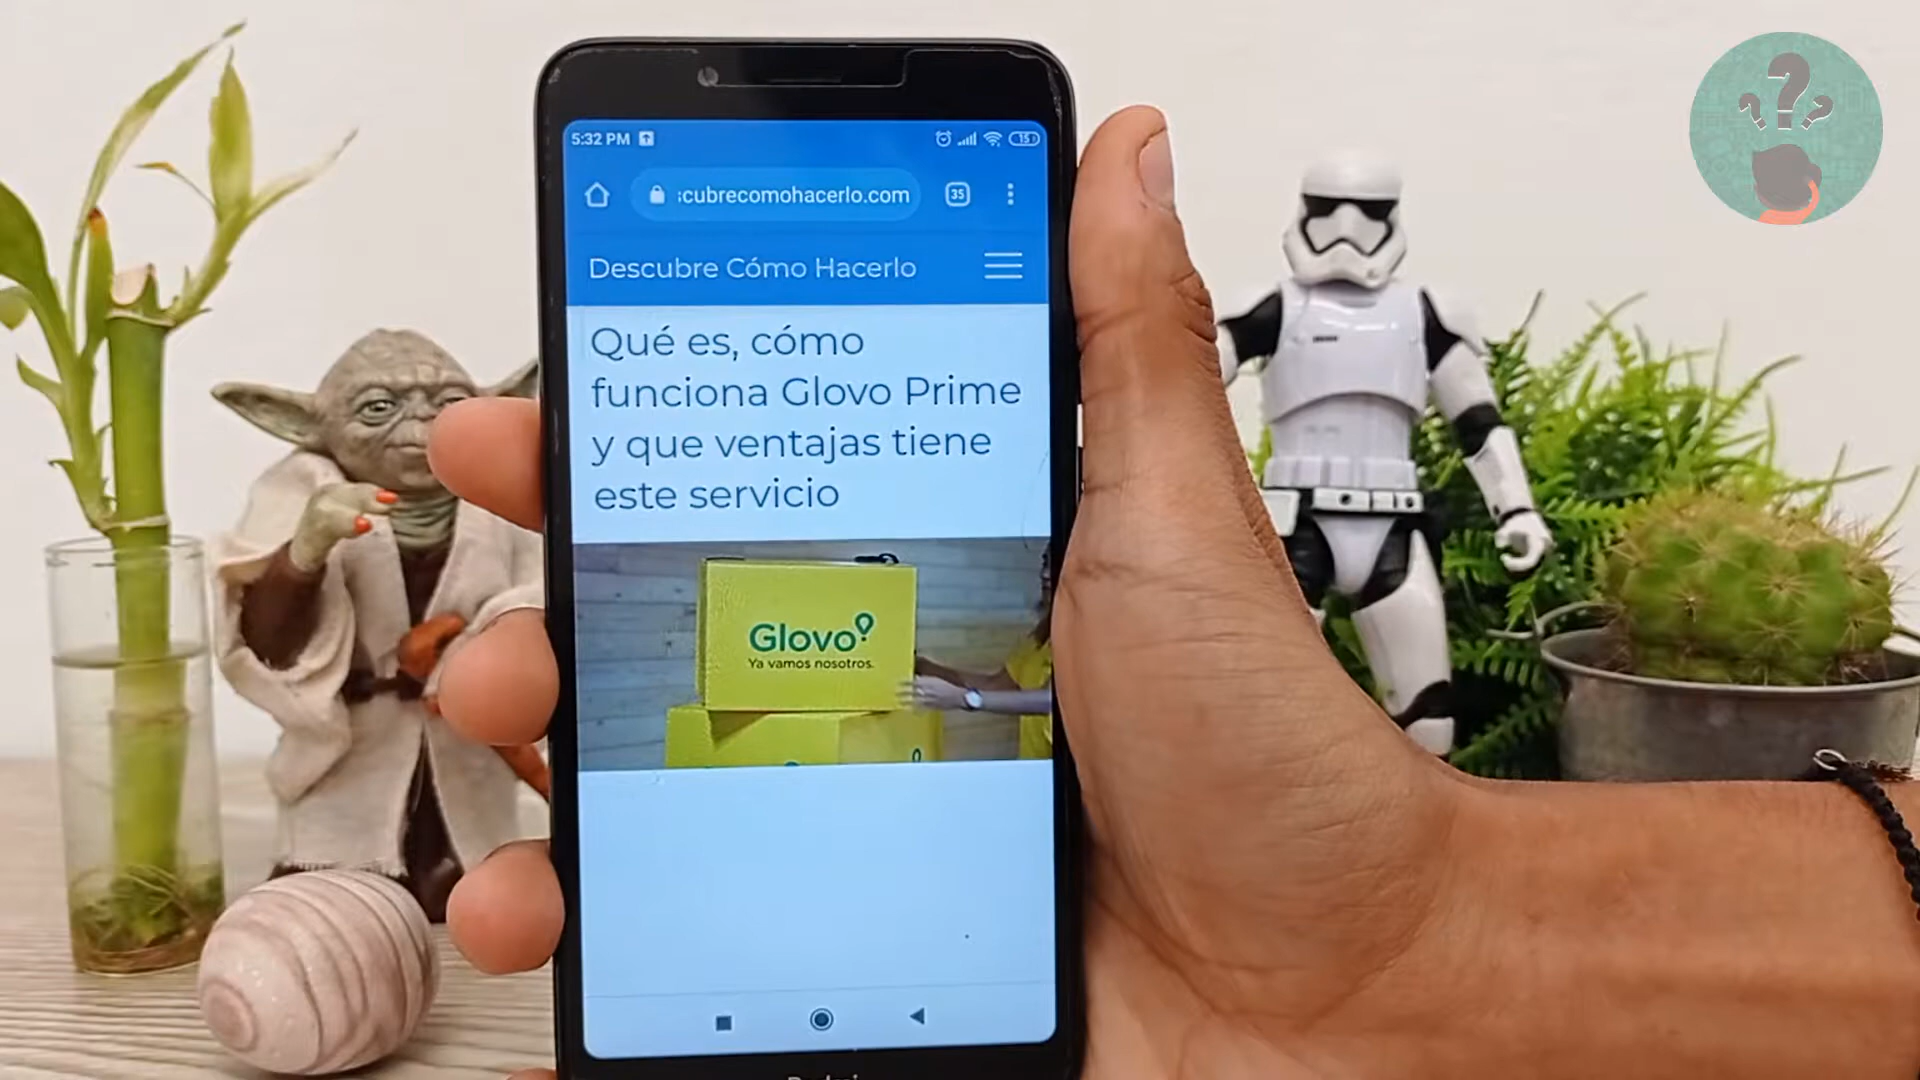 5:32 PM
15
cubrecomohacerlo.com
35
Descubre Cómo Hacerlo
Qué es, cómo
funciona Glovo Prime
y que ventajas tiene
este servicio
Glovo
Ya vamos nosotros.